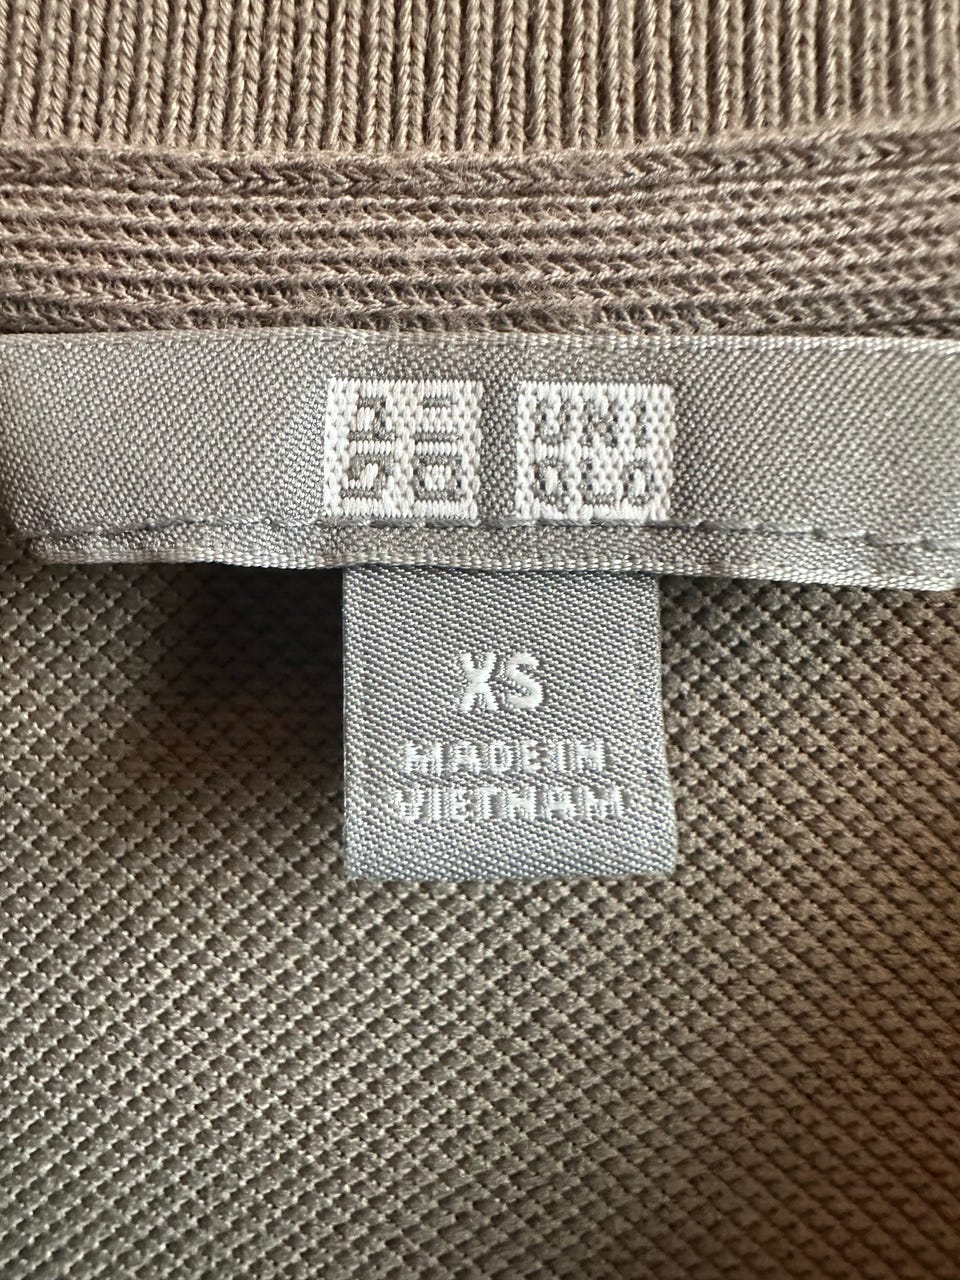 ユニ UNI
クロ QLO
XS
MADE IN
VIETNAM